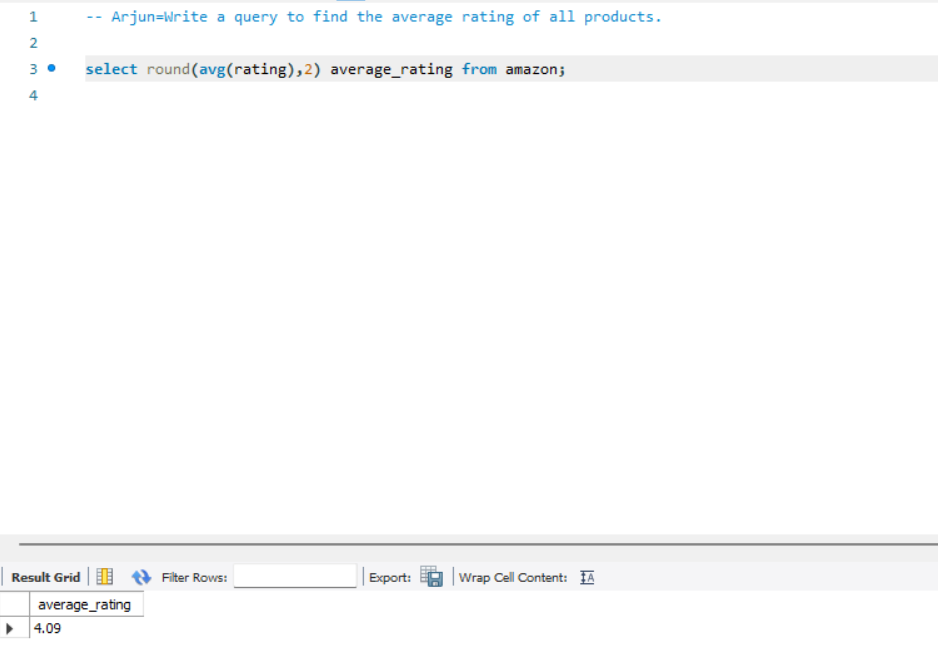 1 -- Arjun=Write a query to find the average rating of all products.
2
3 select round(avg(rating),2) average_rating from amazon;
4
Result Grid Filter Rows: Export: Wrap Cell Content: IA
average_rating
4.09